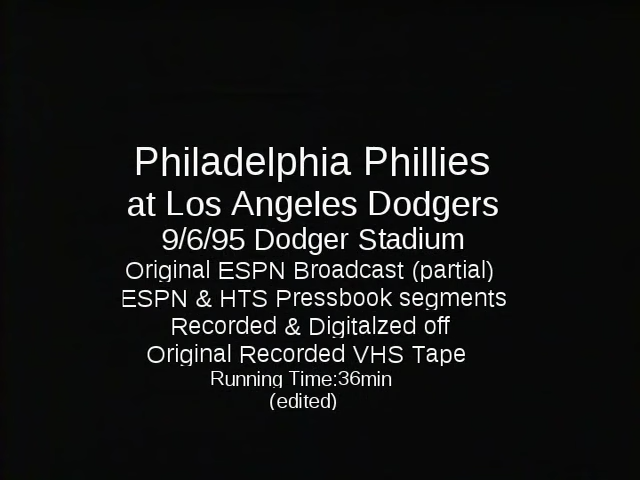 Philadelphia Phillies
at Los Angeles Dodgers
9/6/95 Dodger Stadium
Original ESPN Broadcast (partial)
ESPN & HTS Pressbook segments
Recorded & Digitalzed off
Original Recorded VHS Tape
Running Time:36min
(edited)